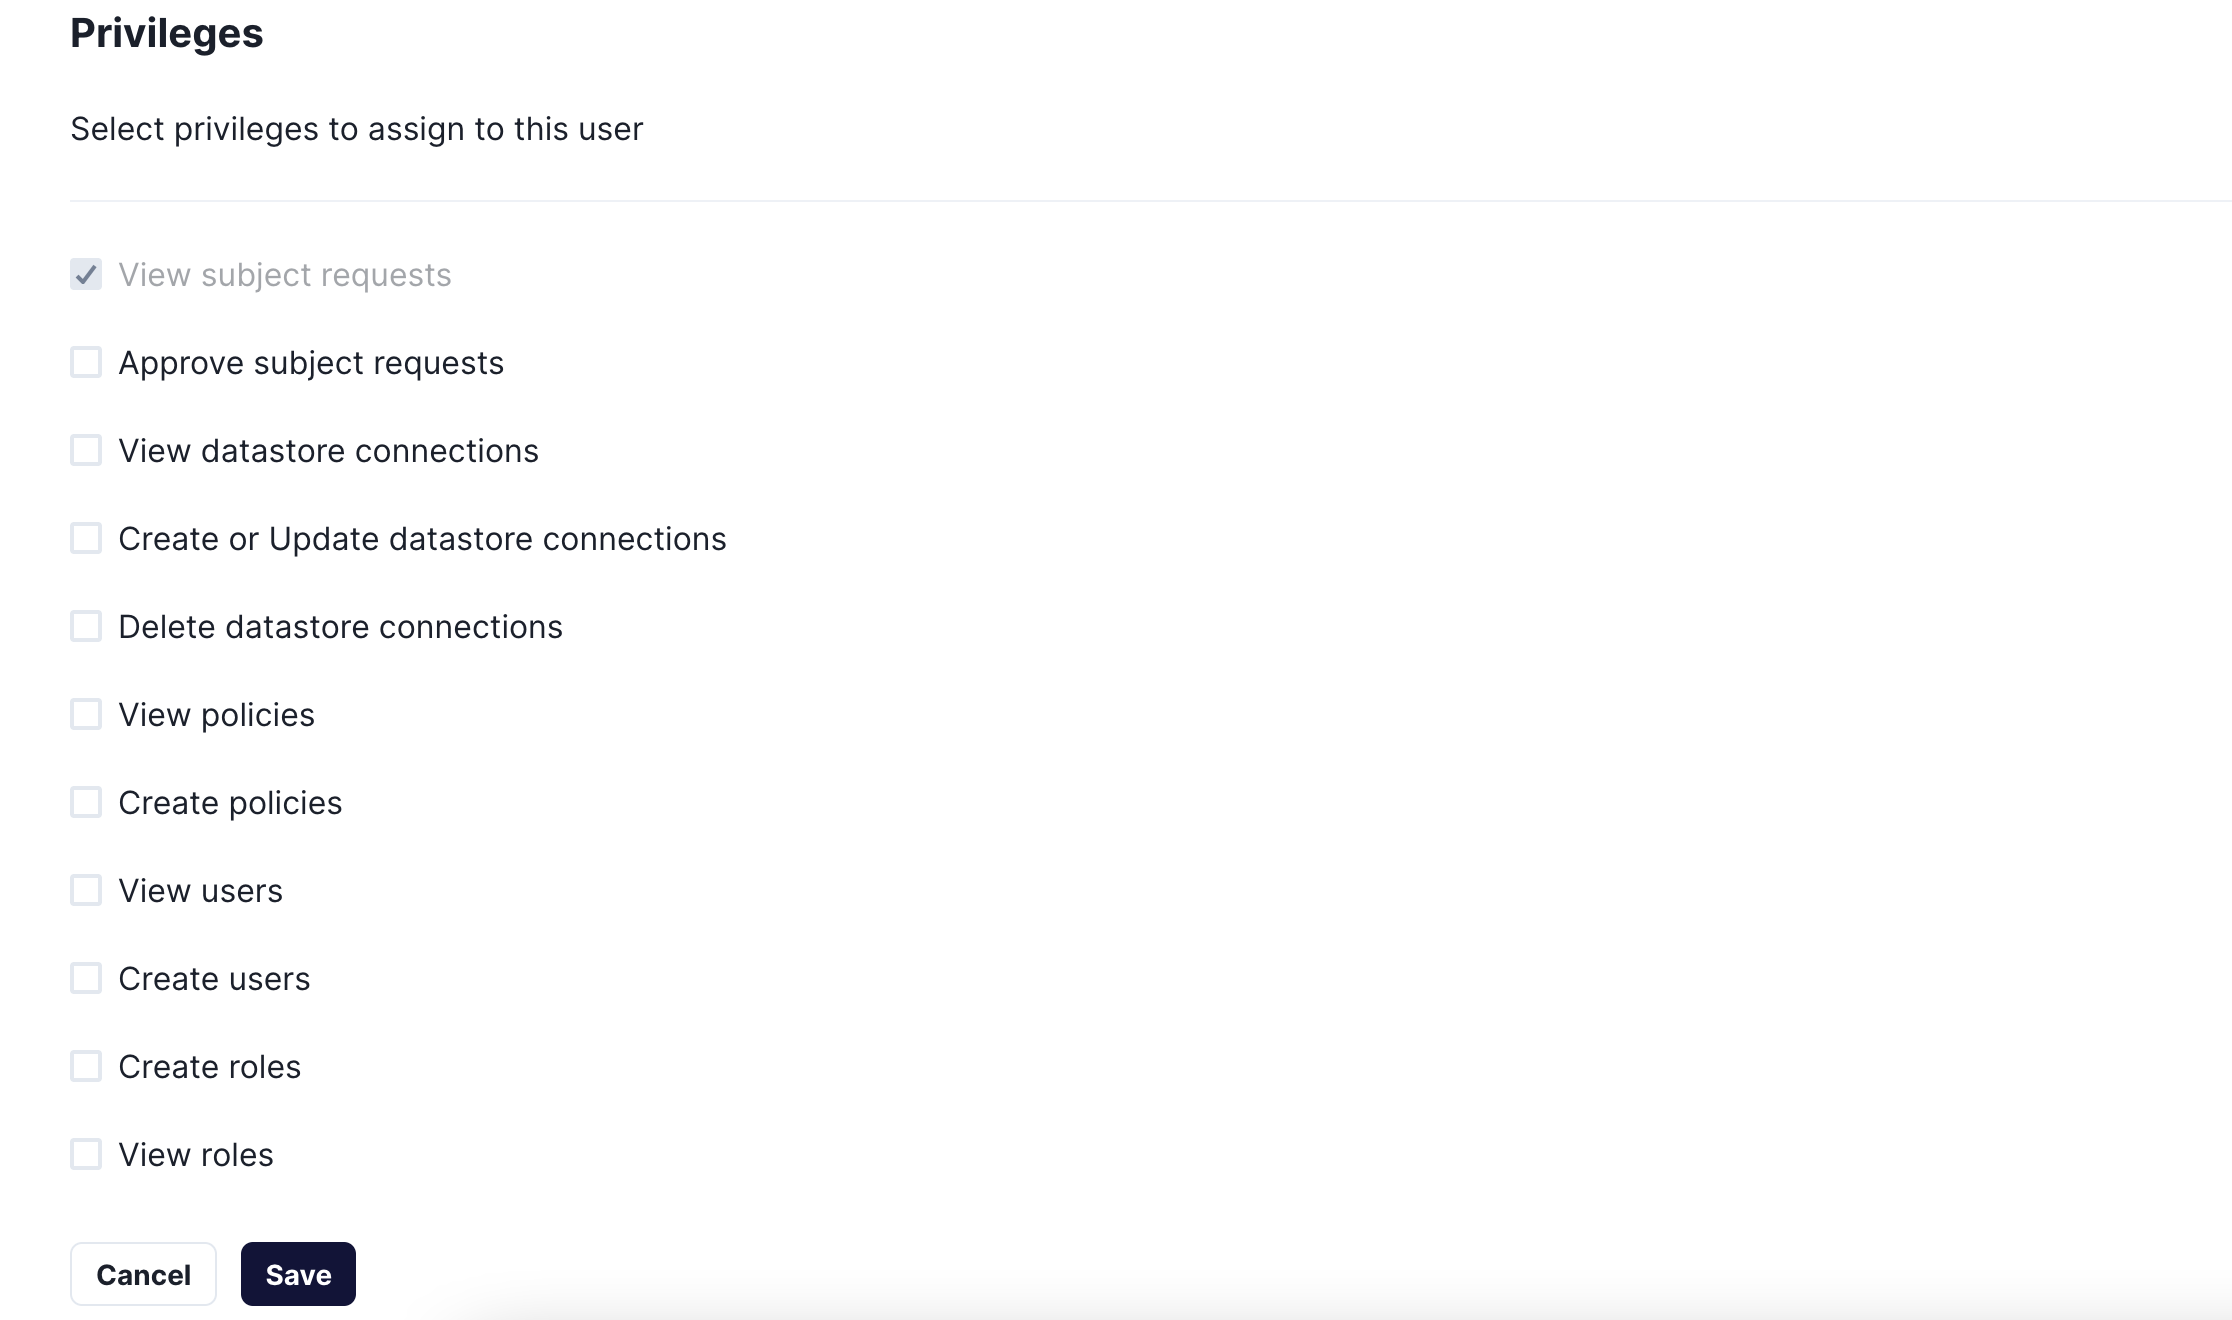 Privileges
Select privileges to assign to this user
View subject requests
Approve subject requests
View datastore connections
Create or Update datastore connections
Delete datastore connections
View policies
Create policies
View users
Create users
Create roles
View roles
Cancel Save